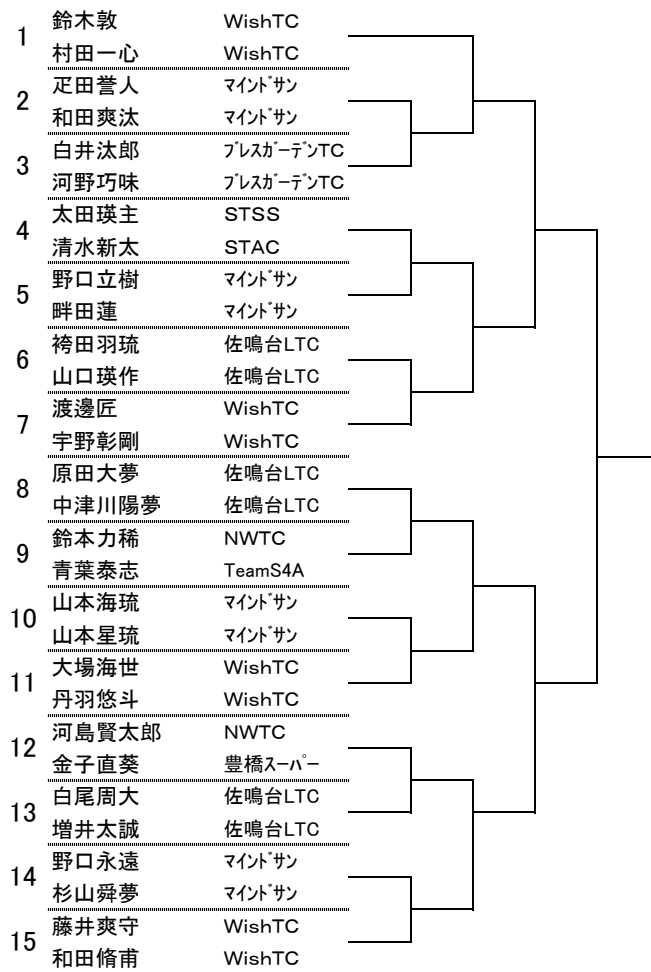 1 鈴木敦 WishTC
村田一心 WishTC
2 疋田誉人 ﾏｲﾝﾄﾞｻﾝ
和田爽汰 ﾏｲﾝﾄﾞｻﾝ
3 白井汰郎 ﾌﾞﾚｽｶﾞｰﾃﾞﾝTC
河野巧味 ﾌﾞﾚｽｶﾞｰﾃﾞﾝTC
4 太田瑛主 STSS
清水新太 STAC
5 野口立樹 ﾏｲﾝﾄﾞｻﾝ
畔田蓮 ﾏｲﾝﾄﾞｻﾝ
6 袴田羽琉 佐鳴台LTC
山口瑛作 佐鳴台LTC
7 渡邊匠 WishTC
宇野彰剛 WishTC
8 原田大夢 佐鳴台LTC
中津川陽夢 佐鳴台LTC
9 鈴本力稀 NWTC
青葉泰志 TeamS4A
10 山本海琉 ﾏｲﾝﾄﾞｻﾝ
山本星琉 ﾏｲﾝﾄﾞｻﾝ
11 大場海世 WishTC
丹羽悠斗 WishTC
12 河島賢太郎 NWTC
金子直葵 豊橋ｽｰﾊﾟｰ
13 白尾周大 佐鳴台LTC
増井太誠 佐鳴台LTC
14 野口永遠 ﾏｲﾝﾄﾞｻﾝ
杉山舜夢 ﾏｲﾝﾄﾞｻﾝ
15 藤井爽守 WishTC
和田脩甫 WishTC